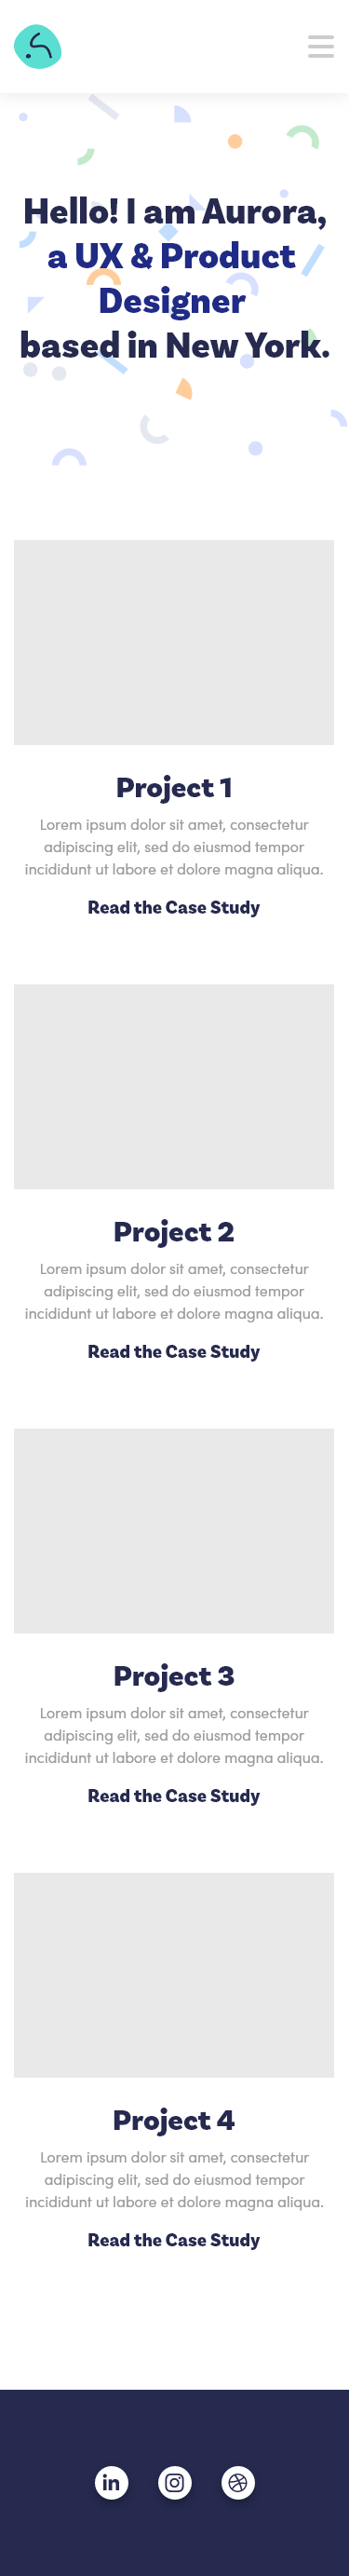 Hello! I am Aurora,
a UX & Product
Designer
based in New York.
Project 1
Lorem ipsum dolor sit amet, consectetur
adipiscing elit, sed do eiusmod tempor
incididunt ut labore et dolore magna aliqua.
Read the Case Study
Project 2
Lorem ipsum dolor sit amet, consectetur
adipiscing elit, sed do eiusmod tempor
incididunt ut labore et dolore magna aliqua.
Read the Case Study
Project 3
Lorem ipsum dolor sit amet, consectetur
adipiscing elit, sed do eiusmod tempor
incididunt ut labore et dolore magna aliqua.
Read the Case Study
Project 4
Lorem ipsum dolor sit amet, consectetur
adipiscing elit, sed do eiusmod tempor
incididunt ut labore et dolore magna aliqua.
Read the Case Study
in